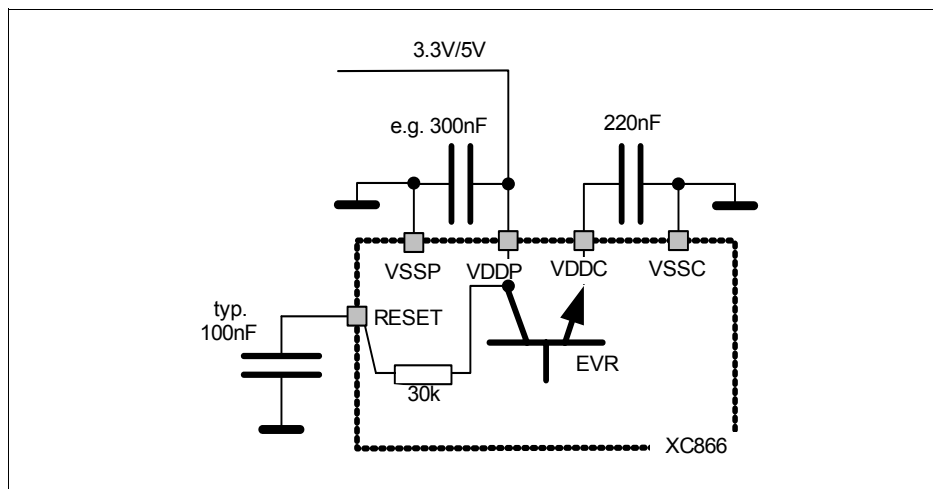 3.3V/5V
e.g. 300nF
220nF
VSSP
VDDP
VDDC
VSSC
typ.
100nF
RESET
EVR
30k
XC866